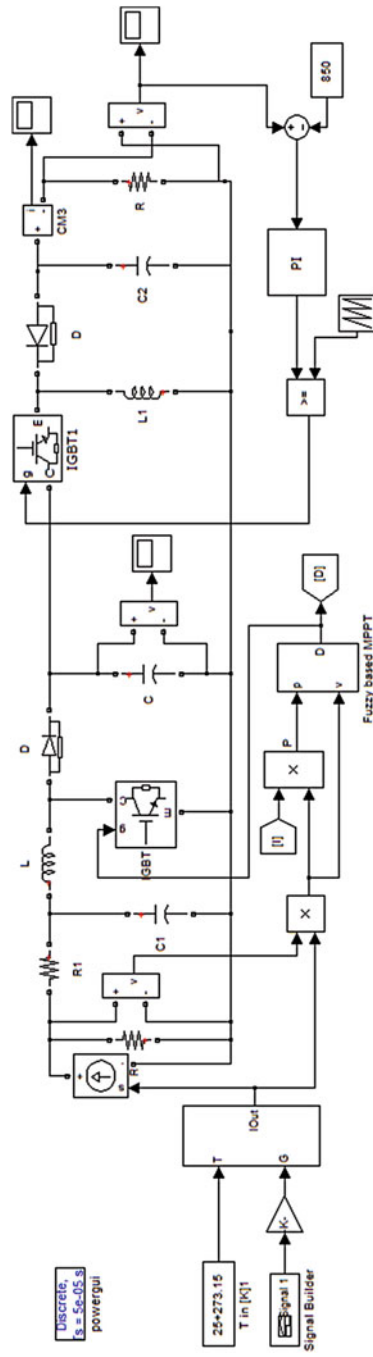 Discrete,
Ts = 5e-05 s
powergui
25+273.15
T in [K]1
Signal 1
Signal Builder
-K-
T
G
IOut
s
+
-
R
R1
+
-
v
C1
L
g
C
E
IGBT
D
C
+
-
v
×
[I]
×
P
P
v
D
Fuzzy based MPPT
[D]
g
C
E
IGBT1
L1
D
C2
+
i
-
CM3
R
+
-
v
+
-
850
PI
>=